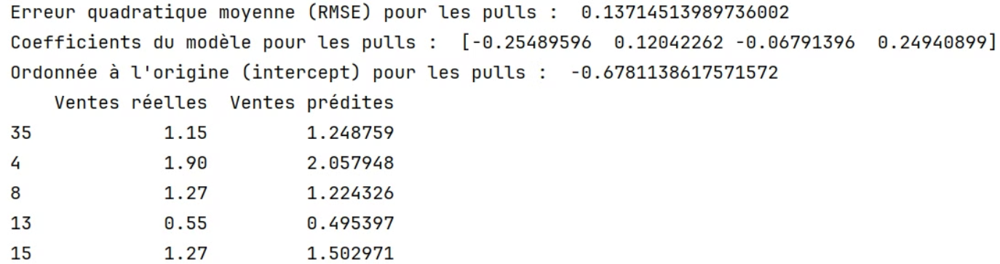 Erreur quadratique moyenne (RMSE) pour les pulls :  0.13714513989736002
Coefficients du modèle pour les pulls :  [-0.25489596  0.12042262 -0.06791396  0.24940899]
Ordonnée à l'origine (intercept) pour les pulls :  -0.6781138617571572
    Ventes réelles  Ventes prédites
35            1.15         1.248759
4             1.90         2.057948
8             1.27         1.224326
13            0.55         0.495397
15            1.27         1.502971